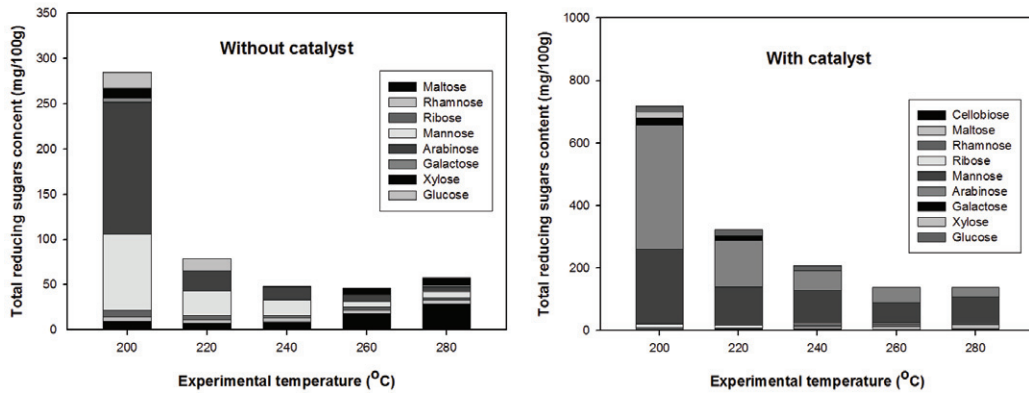 350
300
250
200
150
100
50
0
Total reducing sugars concent (mg/100g)
Without catalyst
Maltose
Rhamnose
Ribose
Mannose
Arabinose
Galactose
Xylose
Glucose
200 220 240 260 280
Experimental temperature (OC)
1000
800
600
400
200
0
Total reducing sugars content (mg/100g)
With catalyst
Cellobiose
Maltose
Rhamnose
Ribose
Mannose
Arabinose
Galactose
Xylose
Glucose
200 220 240 260 280
Experimental temperature (OC)